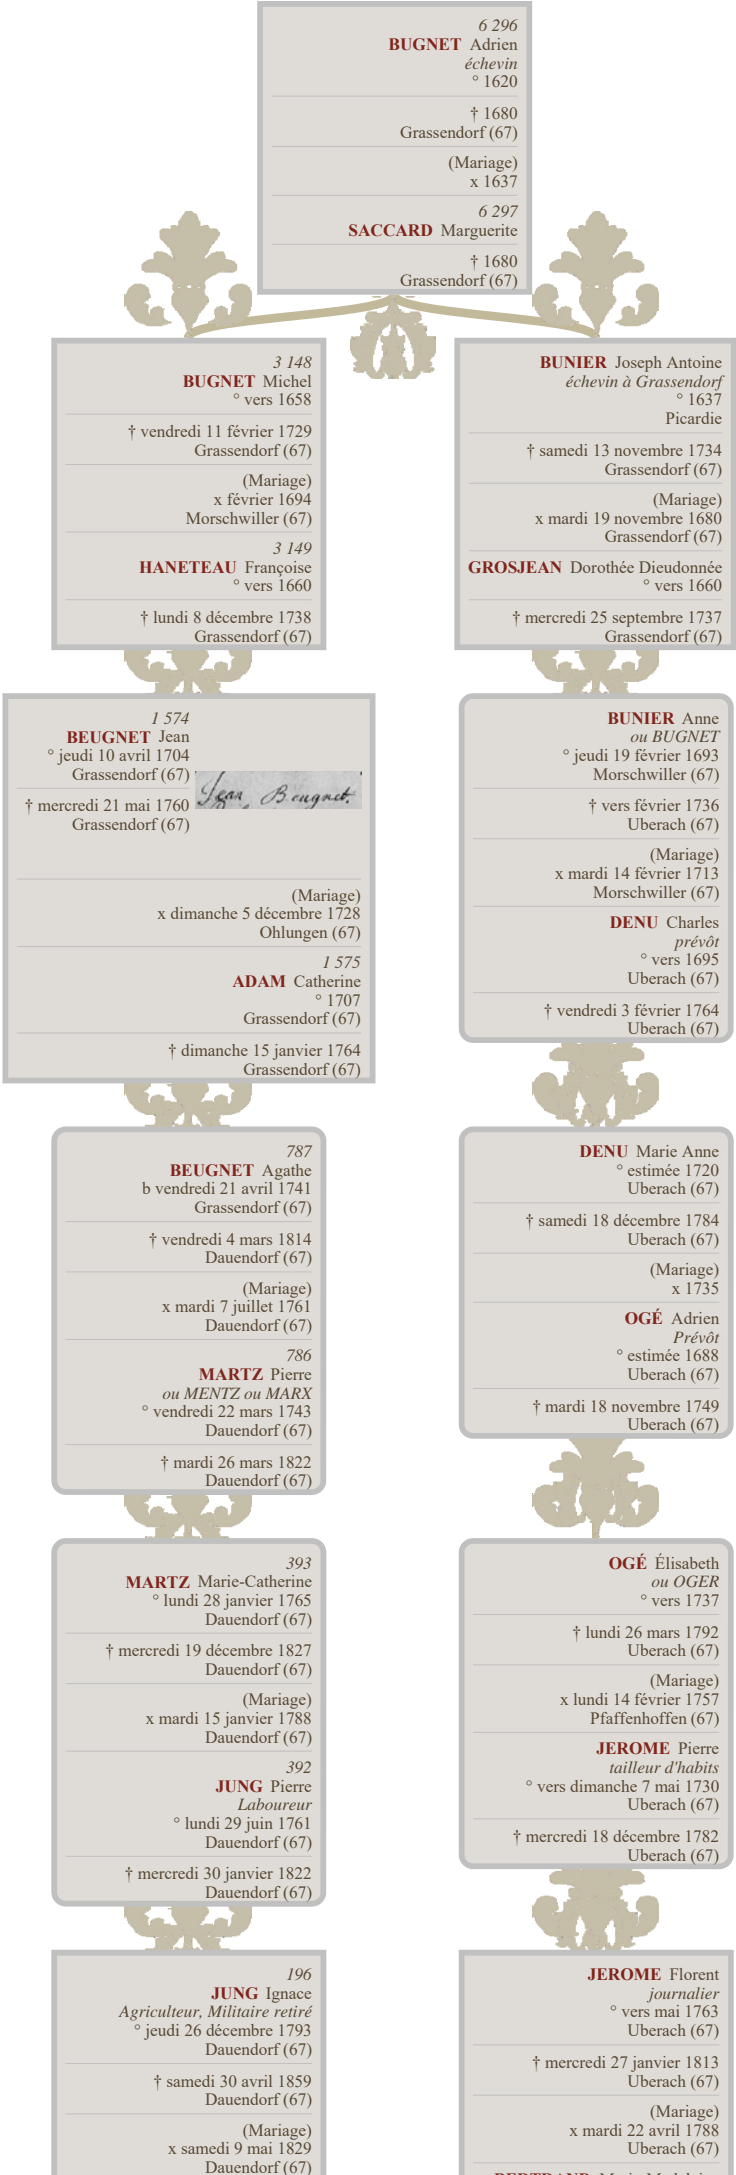 6 296
BUGNET Adrien
échevin
° 1620
† 1680
Grassendorf (67)
(Mariage)
x 1637
6 297
SACCARD Marguerite
† 1680
Grassendorf (67)
3 148
BUGNET Michel
° vers 1658
† vendredi 11 février 1729
Grassendorf (67)
(Mariage)
x février 1694
Morschwiller (67)
3 149
HANETEAU Françoise
° vers 1660
† lundi 8 décembre 1738
Grassendorf (67)
BUNIER Joseph Antoine
échevin à Grassendorf
° 1637
Picardie
† samedi 13 novembre 1734
Grassendorf (67)
(Mariage)
x mardi 19 novembre 1680
Grassendorf (67)
GROSJEAN Dorothée Dieudonnée
° vers 1660
† mercredi 25 septembre 1737
Grassendorf (67)
1 574
BEUGNET Jean
° jeudi 10 avril 1704
Grassendorf (67)
† mercredi 21 mai 1760
Grassendorf (67)
Jean Beugnet.
(Mariage)
x dimanche 5 décembre 1728
Ohlungen (67)
1 575
ADAM Catherine
° 1707
Grassendorf (67)
† dimanche 15 janvier 1764
Grassendorf (67)
BUNIER Anne
ou BUGNET
° jeudi 19 février 1693
Morschwiller (67)
† vers février 1736
Uberach (67)
(Mariage)
x mardi 14 février 1713
Morschwiller (67)
DENU Charles
prévôt
° vers 1695
Uberach (67)
† vendredi 3 février 1764
Uberach (67)
787
BEUGNET Agathe
b vendredi 21 avril 1741
Grassendorf (67)
† vendredi 4 mars 1814
Dauendorf (67)
(Mariage)
x mardi 7 juillet 1761
Dauendorf (67)
786
MARTZ Pierre
ou MENTZ ou MARX
° vendredi 22 mars 1743
Dauendorf (67)
† mardi 26 mars 1822
Dauendorf (67)
DENU Marie Anne
° estimée 1720
Uberach (67)
† samedi 18 décembre 1784
Uberach (67)
(Mariage)
x 1735
OGÉ Adrien
Prévôt
° estimée 1688
Uberach (67)
† mardi 18 novembre 1749
Uberach (67)
393
MARTZ Marie-Catherine
° lundi 28 janvier 1765
Dauendorf (67)
† mercredi 19 décembre 1827
Dauendorf (67)
(Mariage)
x mardi 15 janvier 1788
Dauendorf (67)
392
JUNG Pierre
Laboureur
° lundi 29 juin 1761
Dauendorf (67)
† mercredi 30 janvier 1822
Dauendorf (67)
OGÉ Élisabeth
ou OGER
° vers 1737
† lundi 26 mars 1792
Uberach (67)
(Mariage)
x lundi 14 février 1757
Pfaffenhoffen (67)
JEROME Pierre
tailleur d'habits
° vers dimanche 7 mai 1730
Uberach (67)
† mercredi 18 décembre 1782
Uberach (67)
196
JUNG Ignace
Agriculteur, Militaire retiré
° jeudi 26 décembre 1793
Dauendorf (67)
† samedi 30 avril 1859
Dauendorf (67)
(Mariage)
x samedi 9 mai 1829
Dauendorf (67)
JEROME Florent
journalier
° vers mai 1763
Uberach (67)
† mercredi 27 janvier 1813
Uberach (67)
(Mariage)
x mardi 22 avril 1788
Uberach (67)